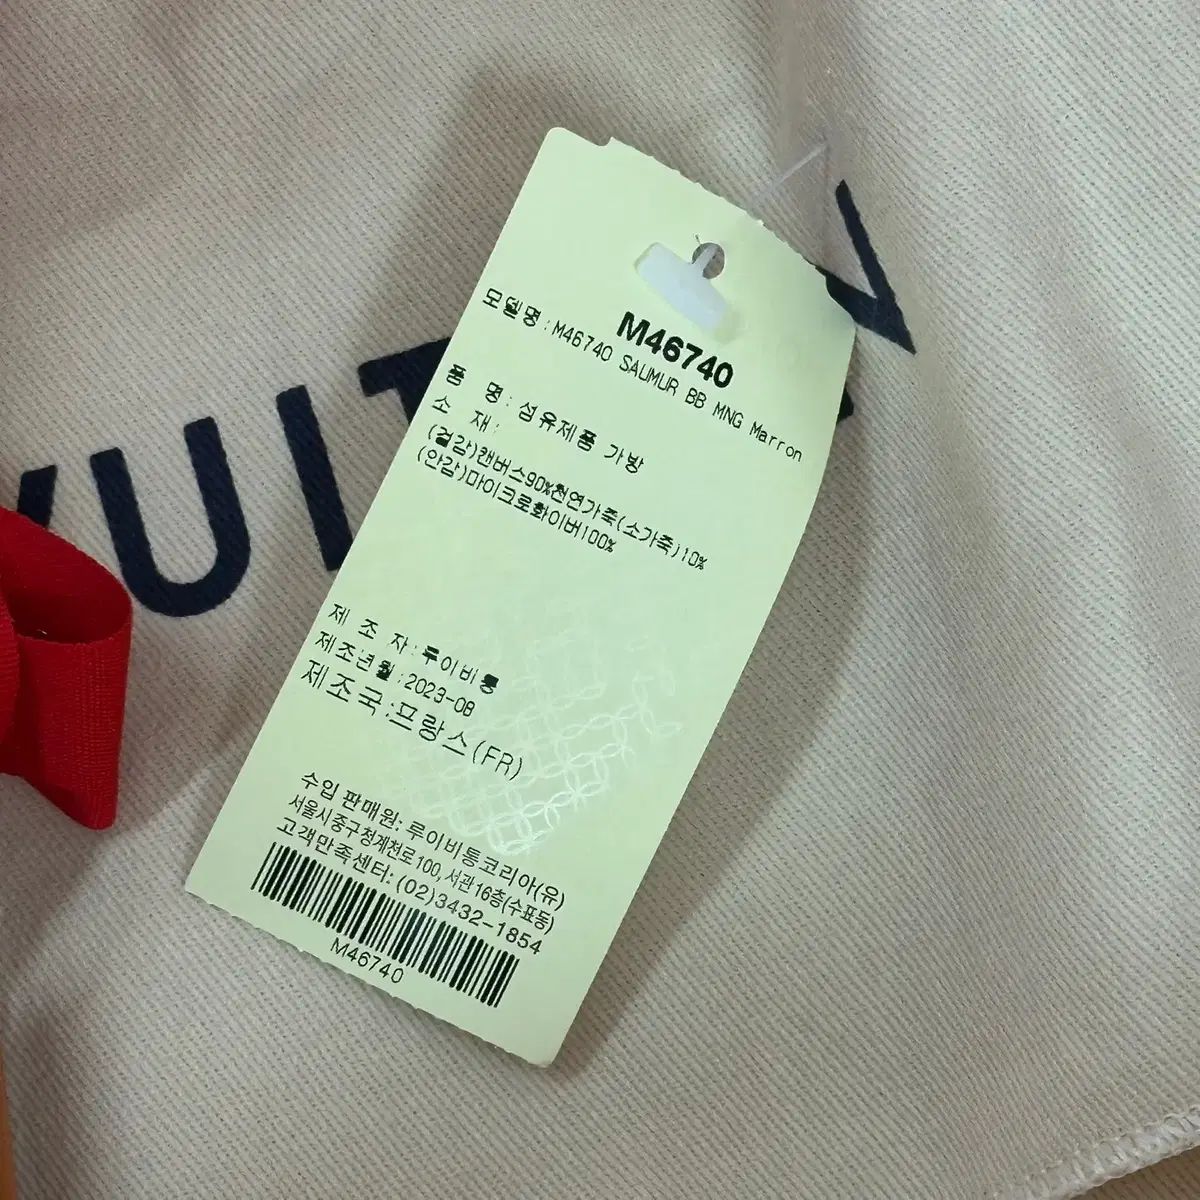 M46740
모델명: M46740 SAUMUR BB MNG Marron
품 명: 섬유제품 가방
소 재:
(겉감)캔버스90%천연가죽(소가죽)10%
(안감)마이크로화이버100%
제 조 자: 루이비통
제조년월: 2023-08
제조국:프랑스(FR)
수입 판매원: 루이비통코리아(유)
서울시중구청계천로100,서관16층(수표동)
고객만족센터: (02)3432-1854
M46740
VUIT
N